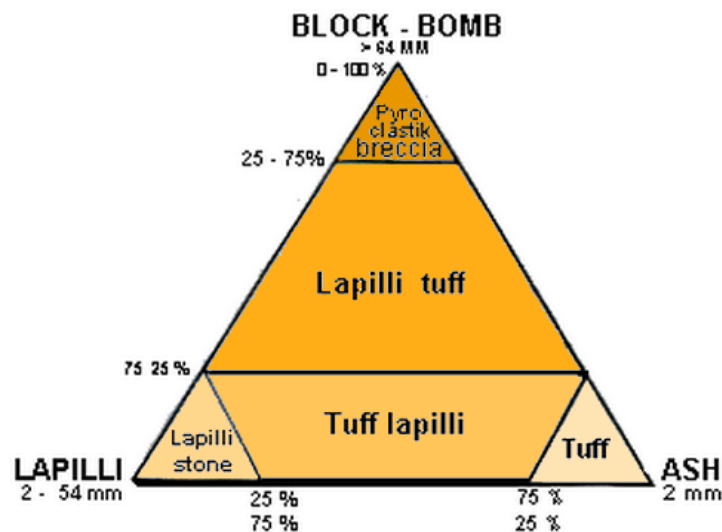 BLOCK - BOMB
> 64 MM
0 - 100 %
Pyro
clastik
breccia
25 - 75%
Lapilli tuff
75 25 %
Tuff lapilli
Lapilli
stone
Tuff
LAPILLI
2 - 54 mm
ASH
2 mm
25 %
75 %
75 %
25 %